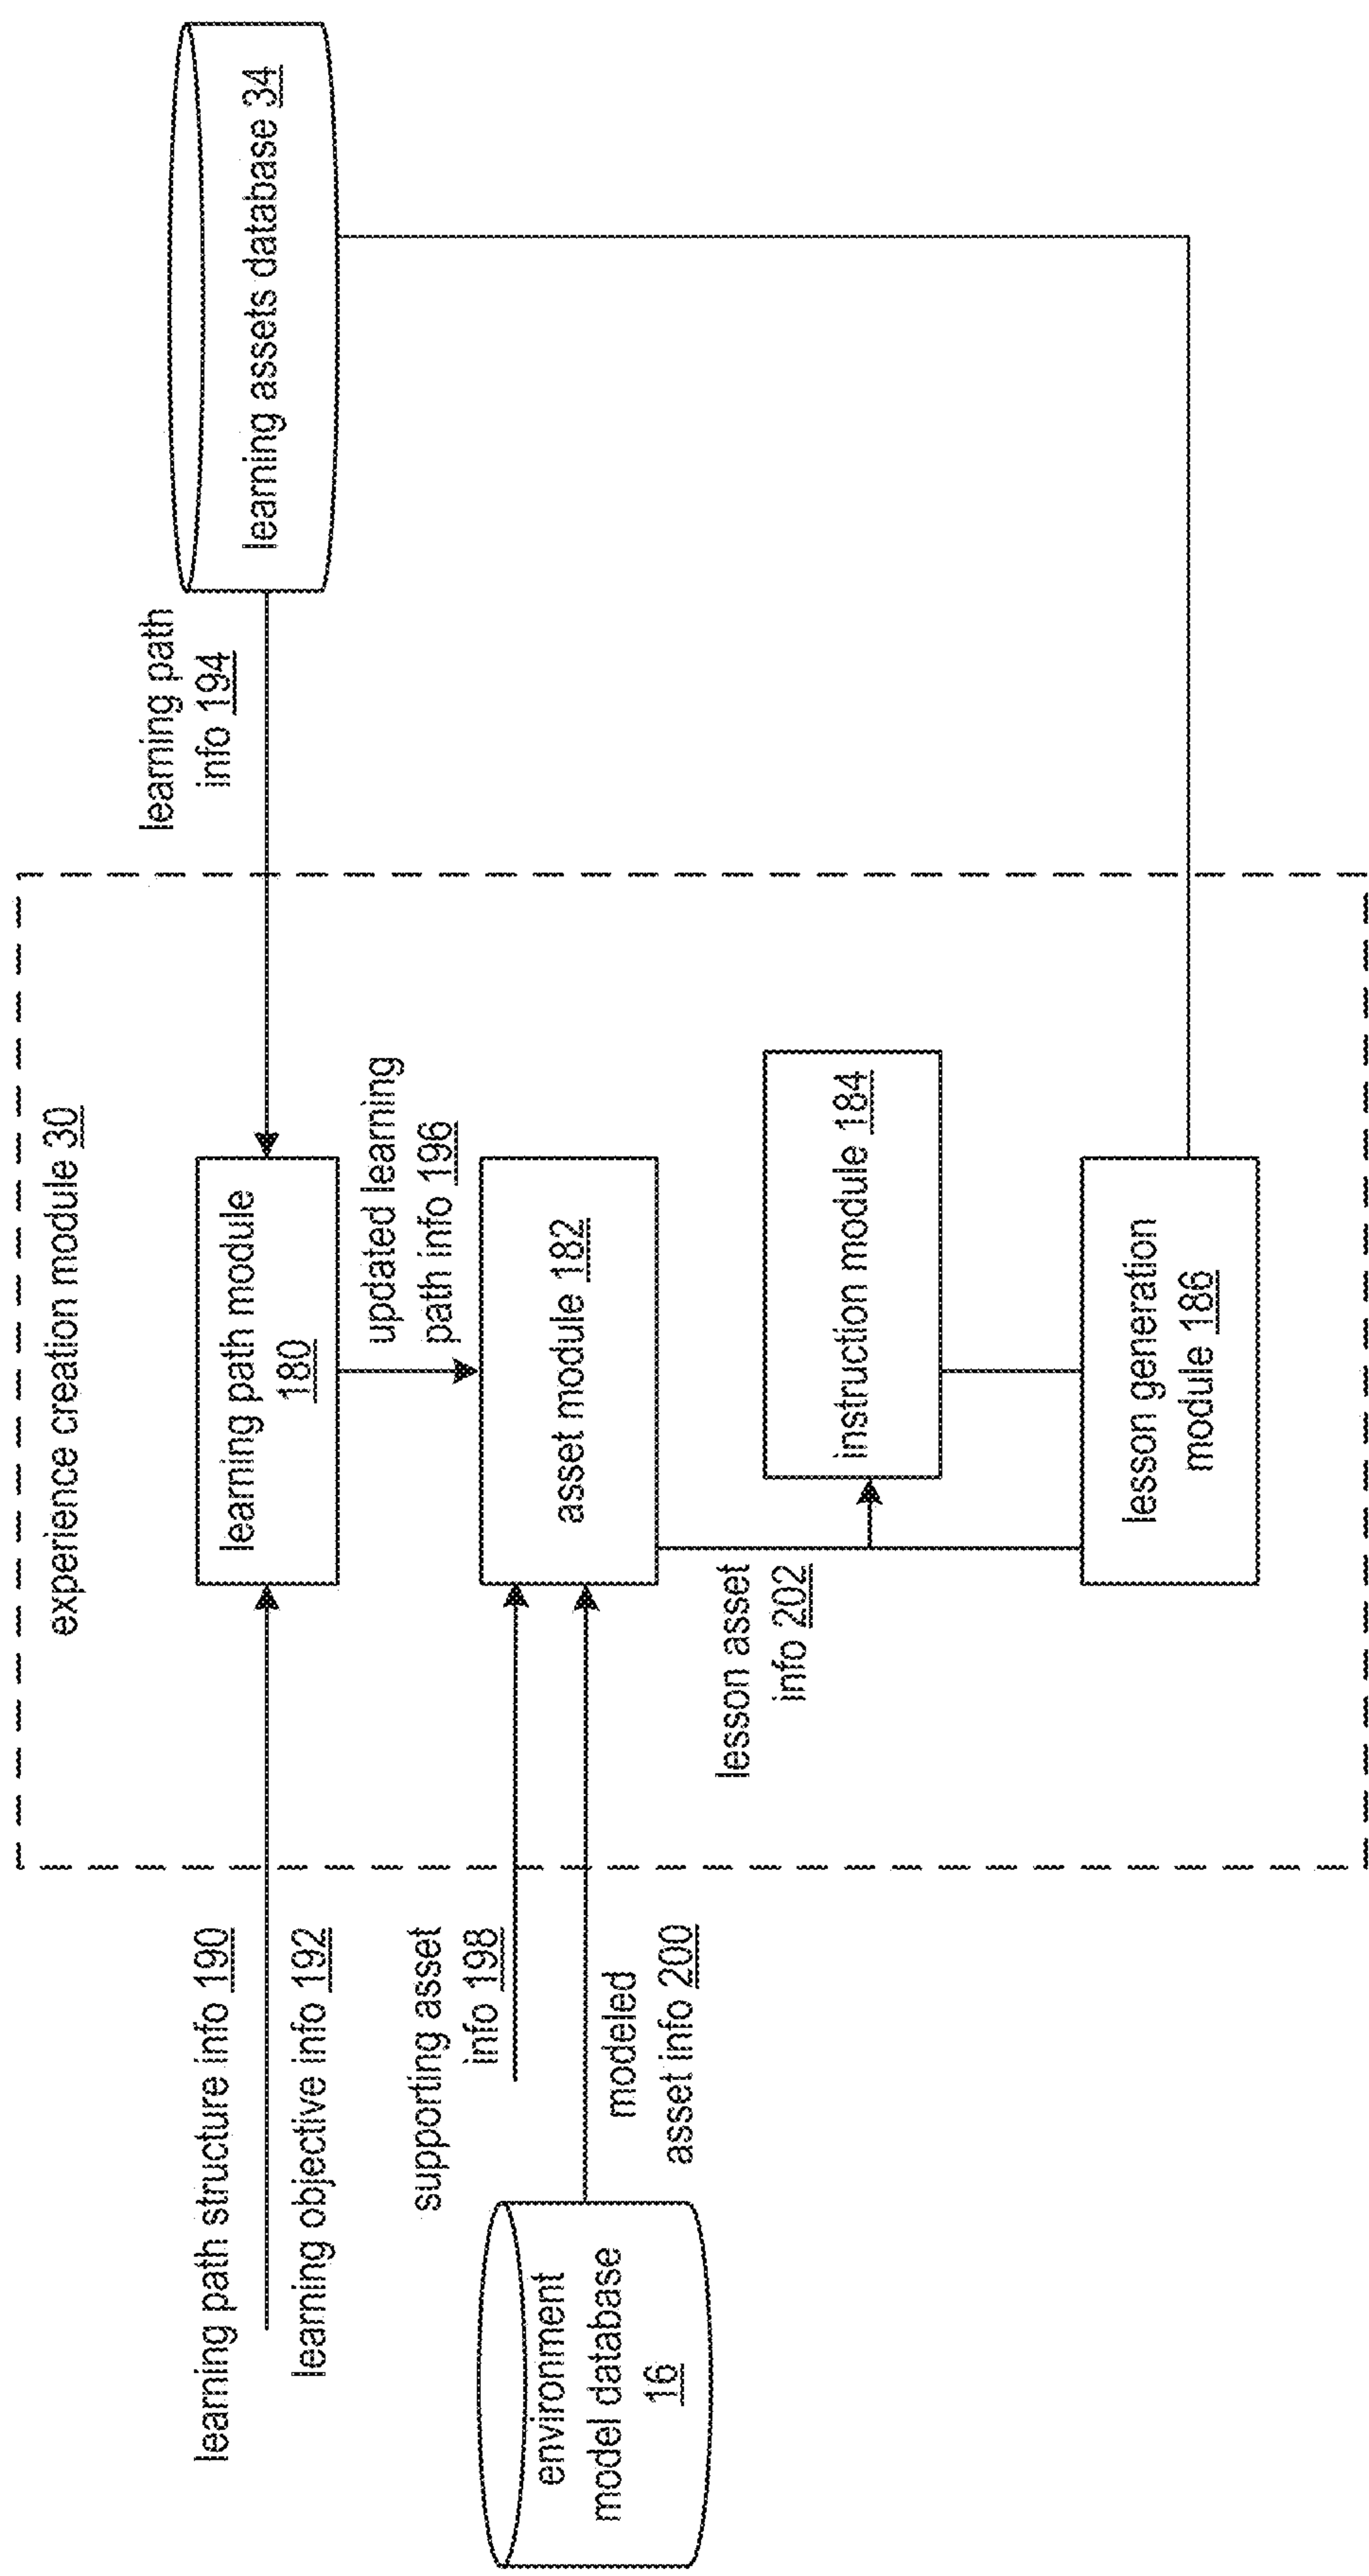 experience creation module 30
learning path structure info 190
learning objective info 192
learning path module
180
learning path
info 194
learning assets database 34
updated learning
path info 196
supporting asset
info 198
asset module 182
environment
model database
16
modeled
asset info 200
lesson asset
info 202
instruction module 184
lesson generation
module 186